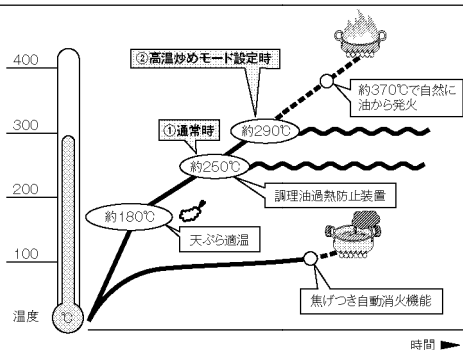 ②高温炒めモード設定時
400
約370℃で自然に
油から発火
300
約290℃
①通常時
約250℃
200
調理油過熱防止装置
約180℃
天ぷら適温
100
焦げつき自動消火機能
温度
℃
時間